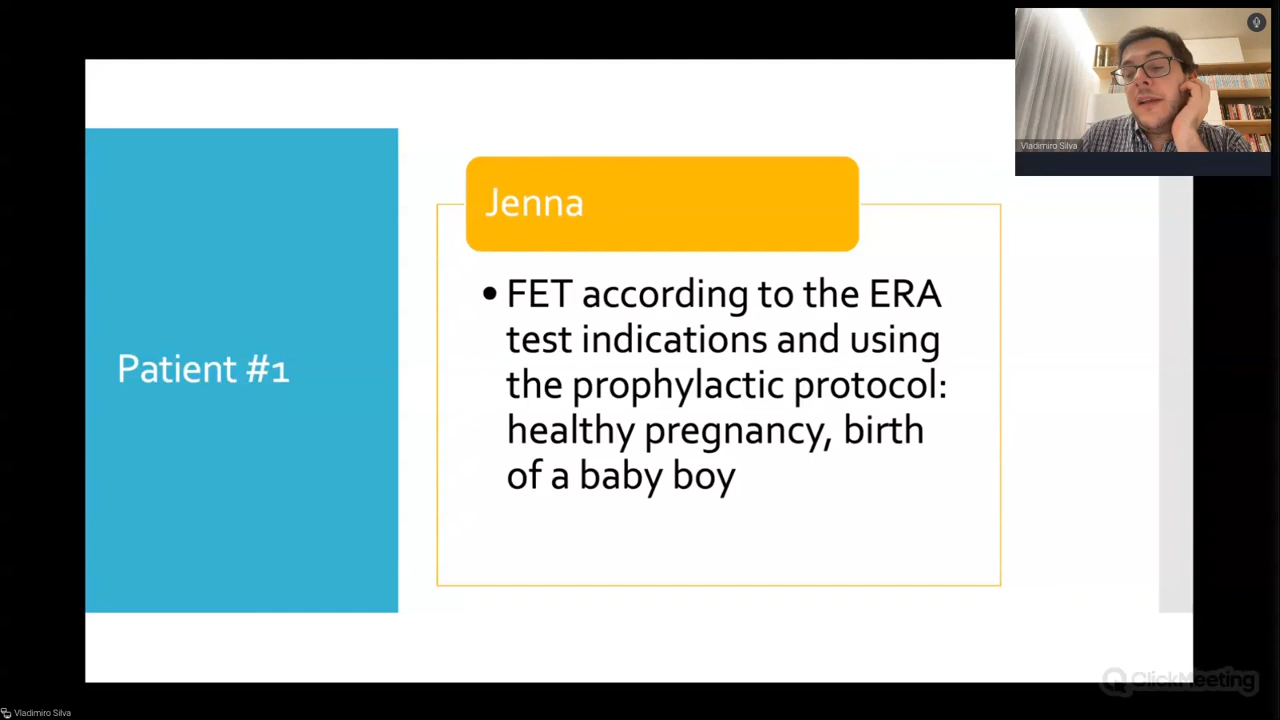 Vladimiro Silva
Jenna
Patient #1
• FET according to the ERA
test indications and using
the prophylactic protocol:
healthy pregnancy, birth
of a baby boy
ClickMeeting
Vladimiro Silva